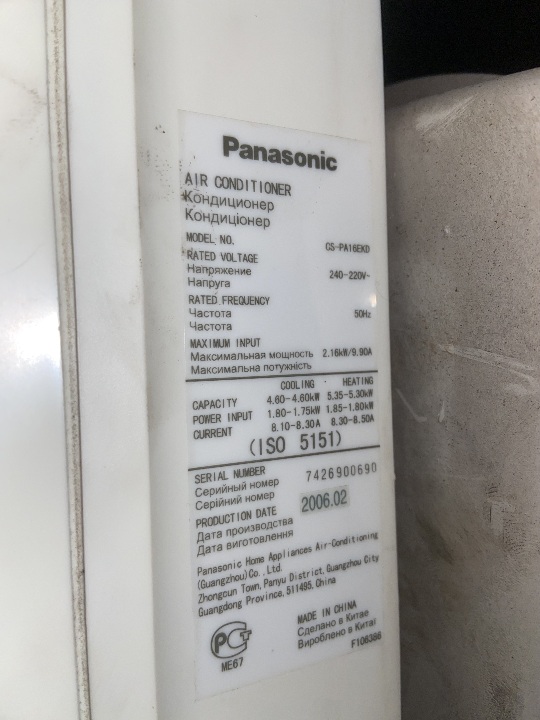 Panasonic
AIR CONDITIONER
Кондиционер
Кондиціонер
MODEL NO. CS-PA16EKD
RATED VOLTAGE
Напряжение 240-220V~
Напруга
RATED FREQUENCY
Частота 50Hz
Частота
MAXIMUM INPUT
Максимальная мощность 2.16kW/9.90A
Максимальна потужність
COOLING HEATING
CAPACITY 4.60-4.60kW 5.35-5.30kW
POWER INPUT 1.80-1.75kW 1.85-1.80kW
CURRENT 8.10-8.30A 8.30-8.50A
(ISO 5151)
SERIAL NUMBER 7426900690
Серийный номер
Серійний номер
PRODUCTION DATE 2006.02
Дата производства
Дата виготовлення
Panasonic Home Appliances Air-Conditioning
(Guangzhou)Co.,Ltd.
Zhongcun Town, Panyu District, Guangzhou City
Guangdong Province, 511495, China
РСТ
ME67
MADE IN CHINA
Сделано в Китае
Вироблено в Китаї
F106386